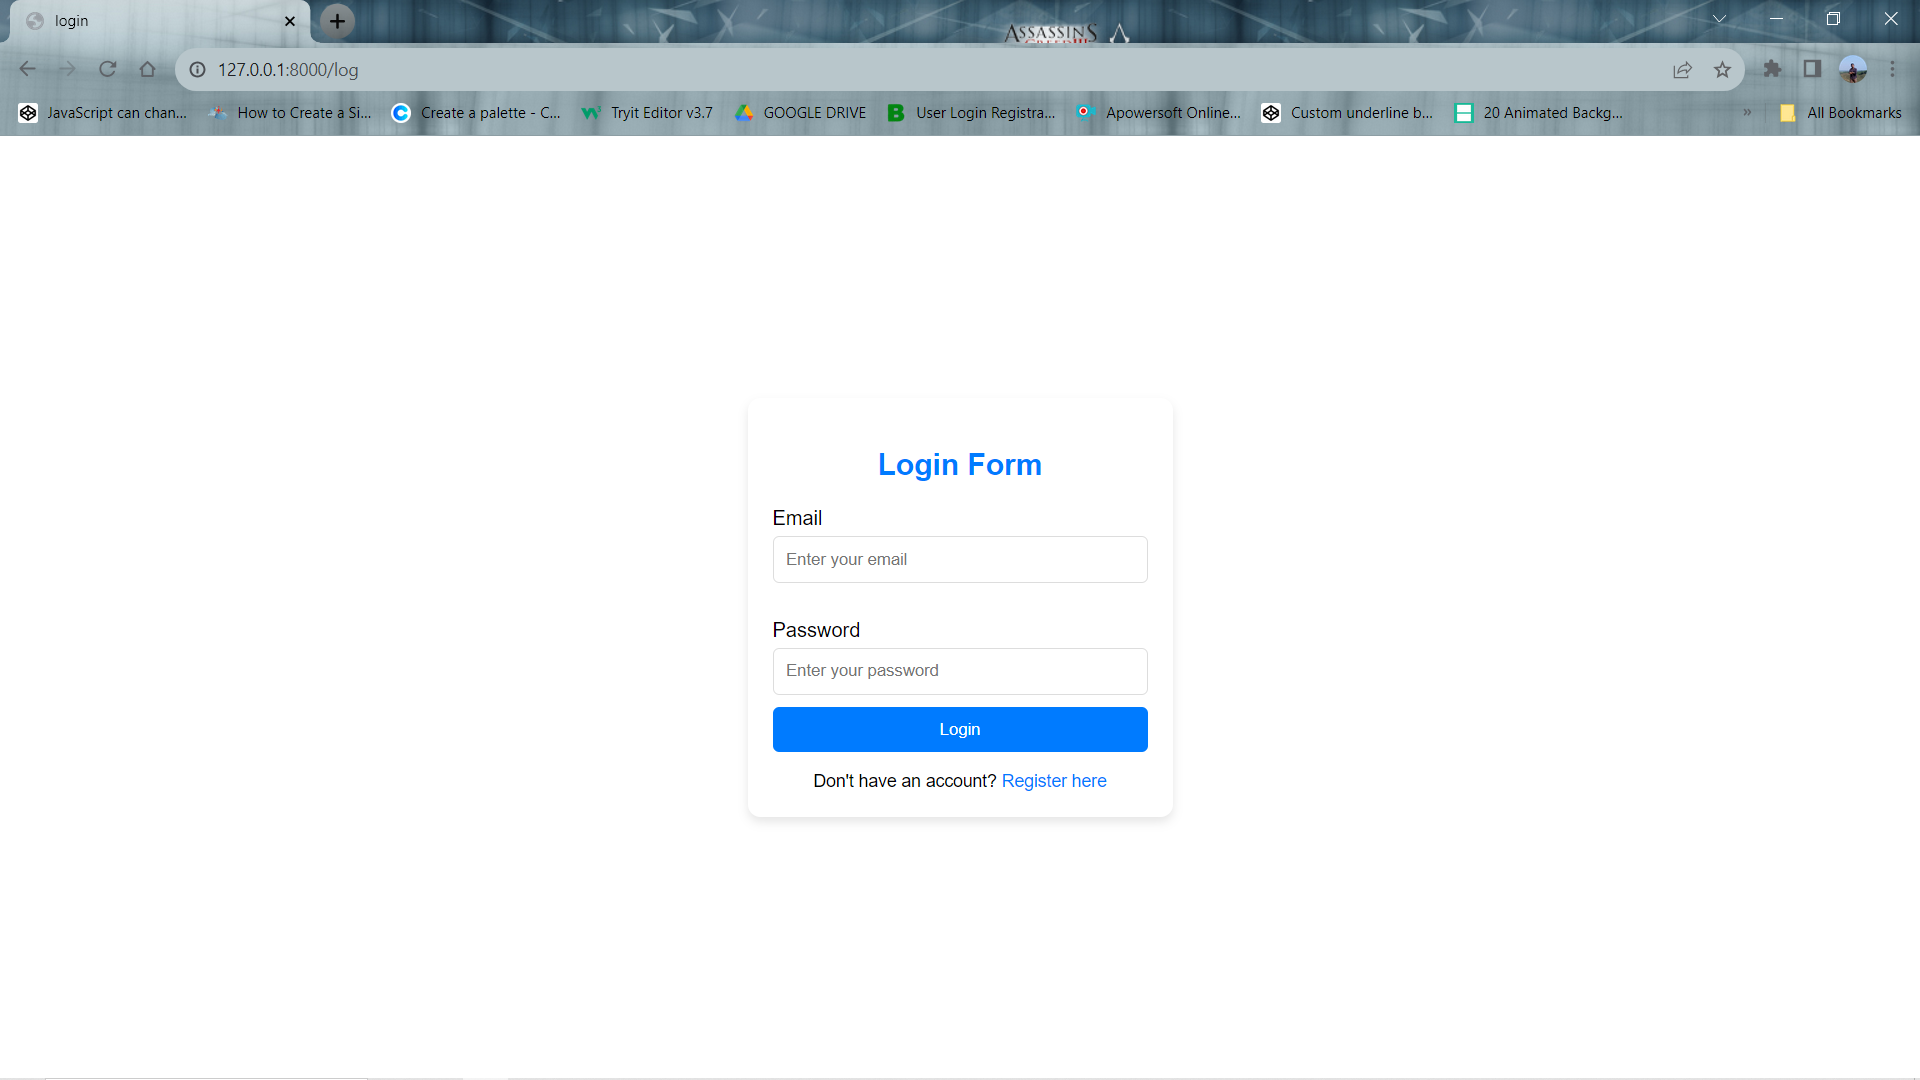 login
ASSASSINS
CREED III
127.0.0.1:8000/log
JavaScript can chan...
How to Create a Si...
Create a palette - C...
Tryit Editor v3.7
GOOGLE DRIVE
User Login Registra...
Apowersoft Online...
Custom underline b...
20 Animated Backg...
»
All Bookmarks
Login Form
Email
Enter your email
Password
Enter your password
Login
Don't have an account? Register here